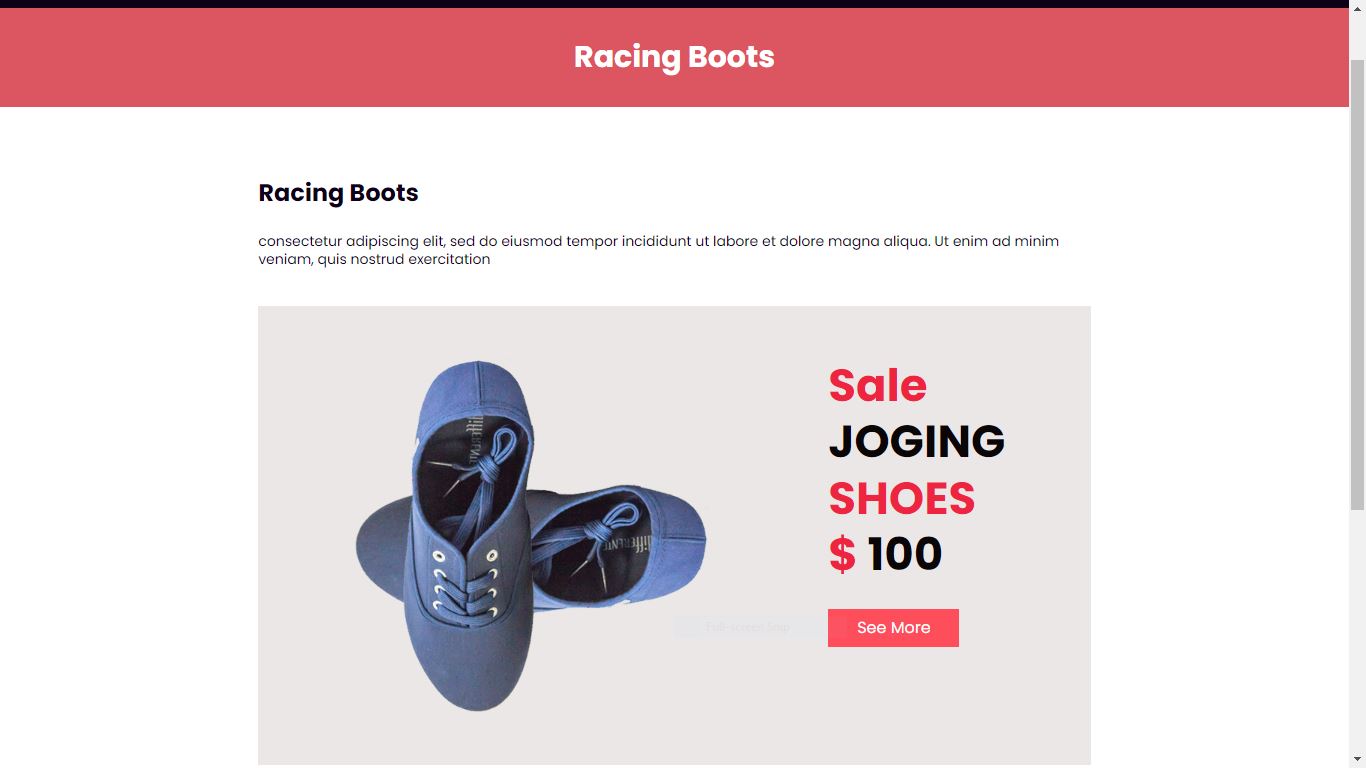 Racing Boots
Racing Boots
consectetur adipiscing elit, sed do eiusmod tempor incididunt ut labore et dolore magna aliqua. Ut enim ad minim
veniam, quis nostrud exercitation
Sale
JOGING
SHOES
$ 100
See More
Full-screen Snip